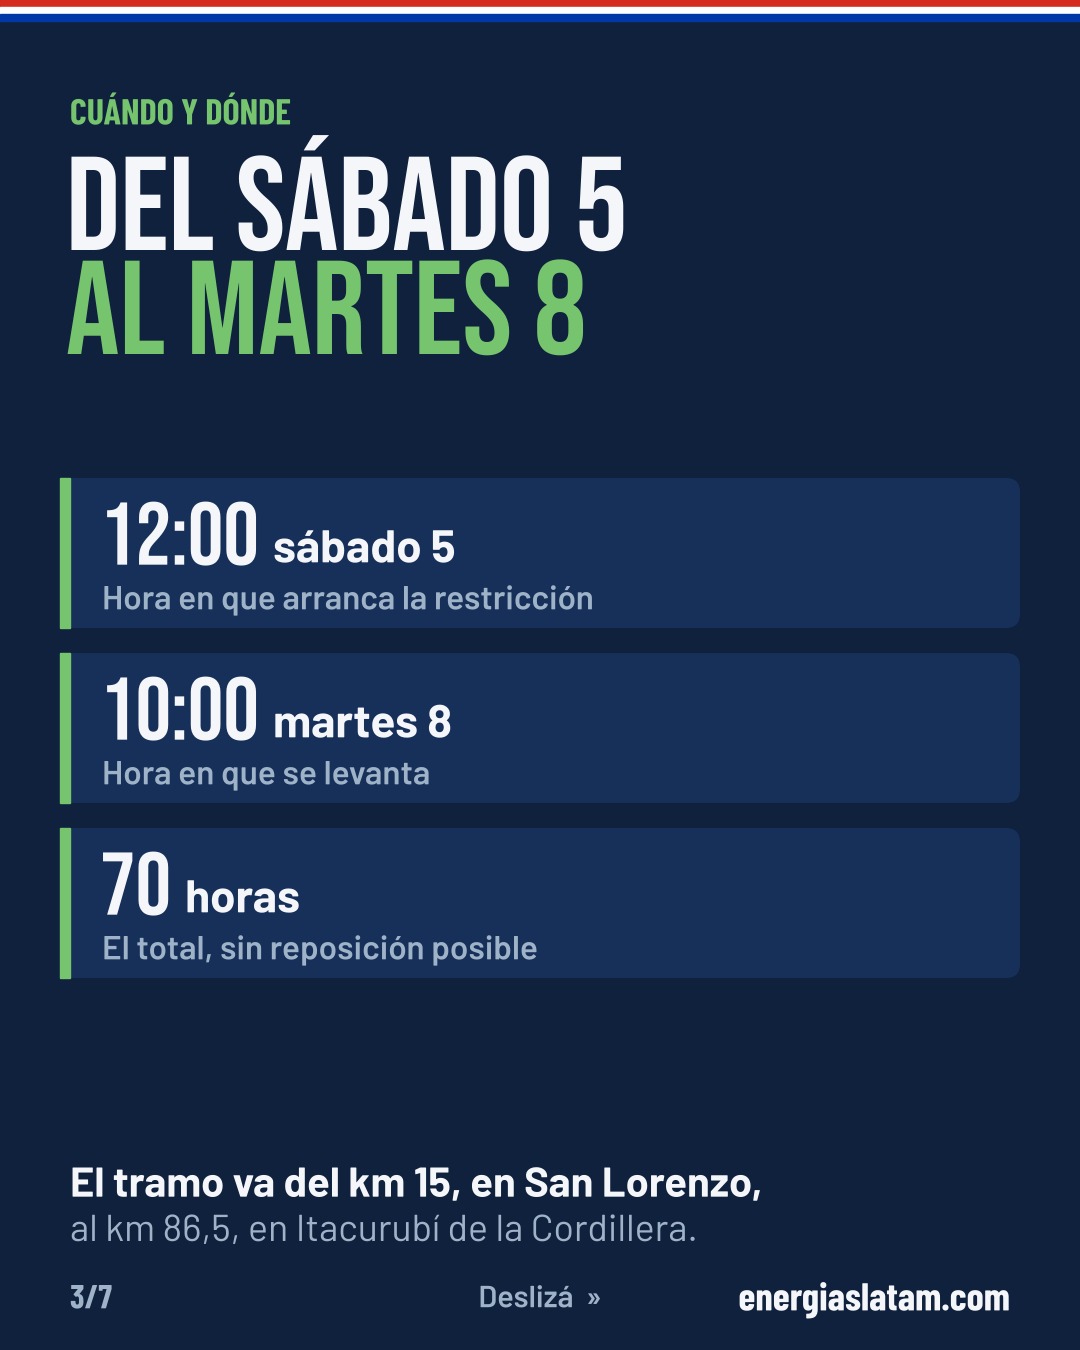 CUÁNDO Y DÓNDE
DEL SÁBADO 5
AL MARTES 8
12:00 sábado 5
Hora en que arranca la restricción
10:00 martes 8
Hora en que se levanta
70 horas
El total, sin reposición posible
El tramo va del km 15, en San Lorenzo,
al km 86,5, en Itacurubí de la Cordillera.
3/7 Deslizá » energiaslatam.com